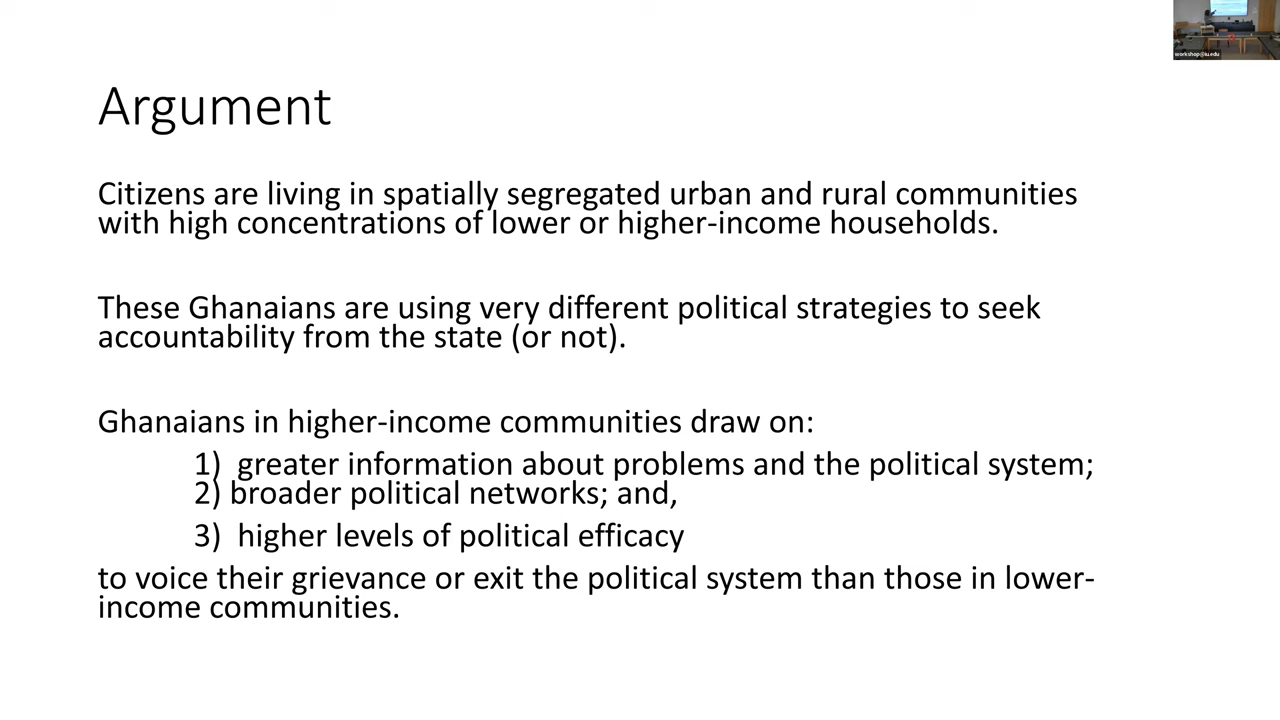 workshop@iu.edu
Argument
Citizens are living in spatially segregated urban and rural communities
with high concentrations of lower or higher-income households.
These Ghanaians are using very different political strategies to seek
accountability from the state (or not).
Ghanaians in higher-income communities draw on:
1) greater information about problems and the political system;
2) broader political networks; and,
3) higher levels of political efficacy
to voice their grievance or exit the political system than those in lower-
income communities.